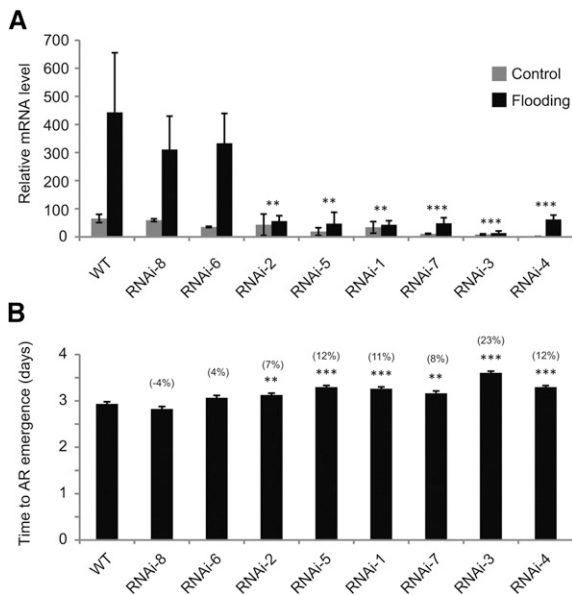 A
Relative mRNA level
700
600
500
400
300
200
100
0
Control
Flooding
** ** ** *** *** ***
WT RNAi-8 RNAi-6 RNAi-2 RNAi-5 RNAi-1 RNAi-7 RNAi-3 RNAi-4
B
Time to AR emergence (days)
4
3
2
1
0
(-4%) (4%) (7%) (12%) (11%) (8%) (23%) (12%)
** *** *** ** *** ***
WT RNAi-8 RNAi-6 RNAi-2 RNAi-5 RNAi-1 RNAi-7 RNAi-3 RNAi-4